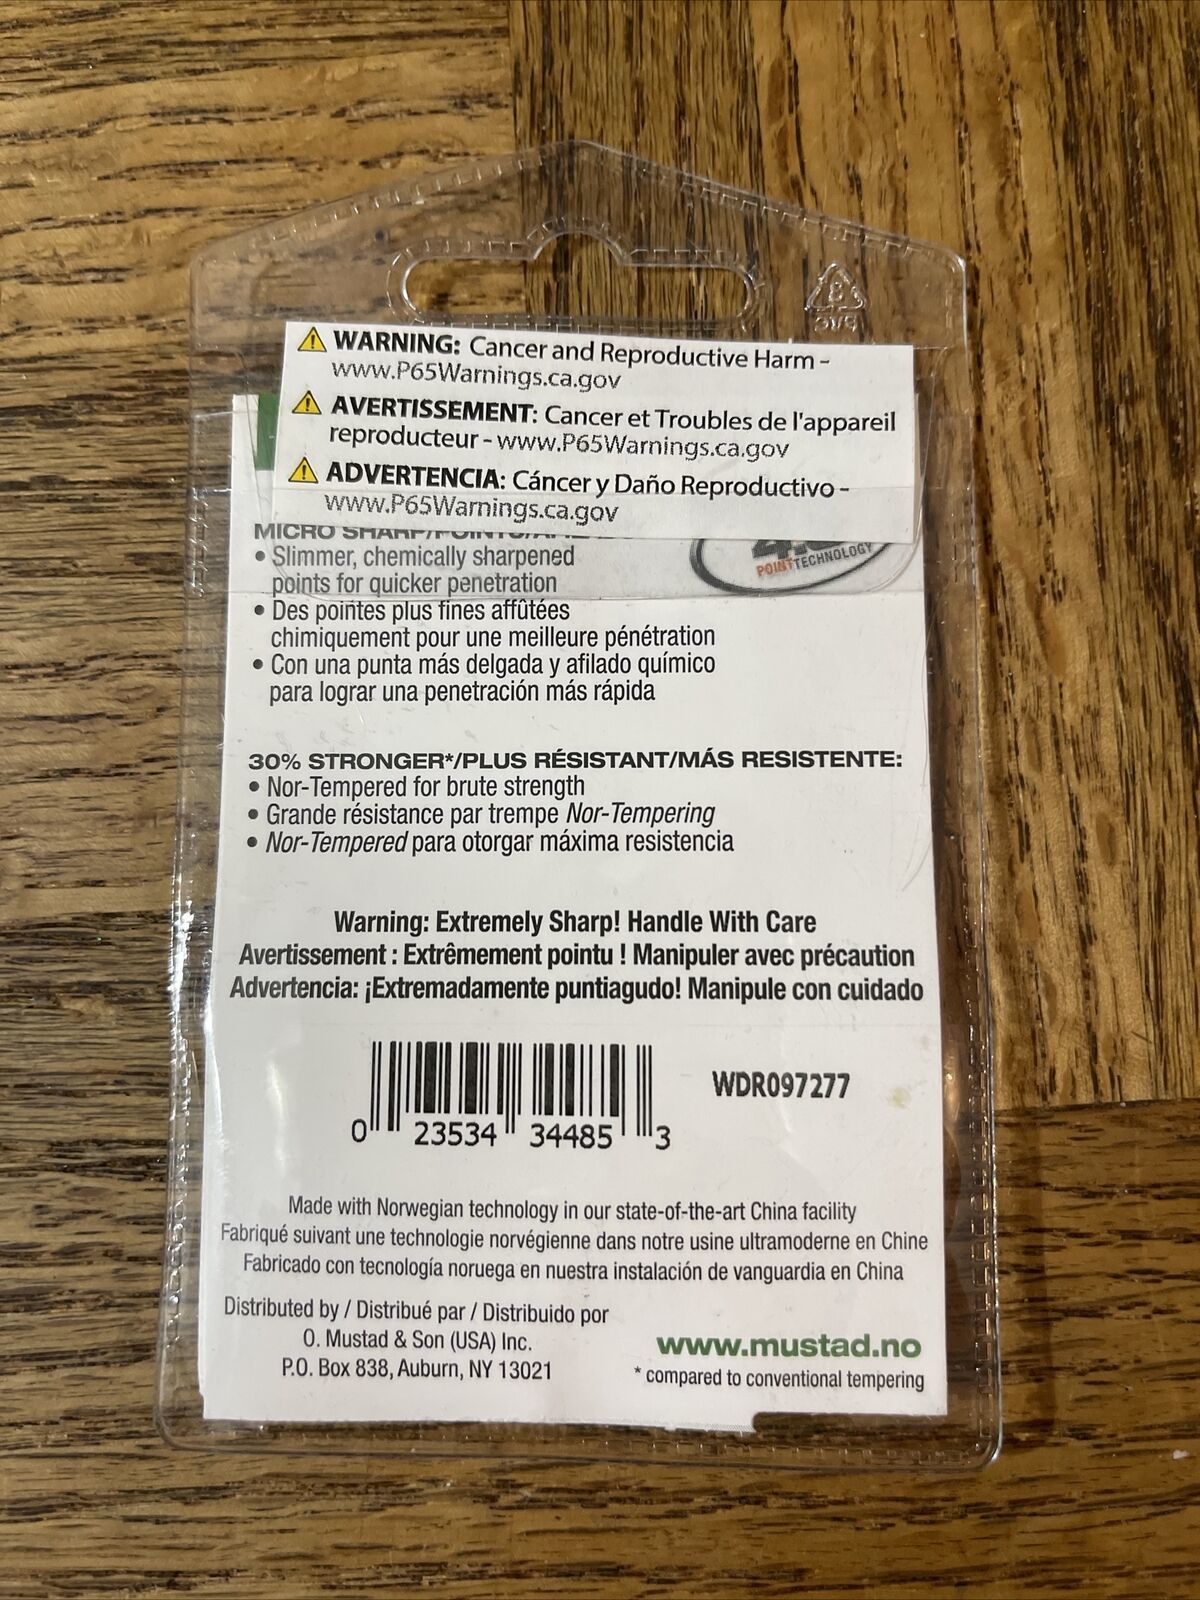 WARNING: Cancer and Reproductive Harm -
www.P65Warnings.ca.gov
AVERTISSEMENT: Cancer et Troubles de l'appareil
reproducteur - www.P65Warnings.ca.gov
ADVERTENCIA: Cáncer y Daño Reproductivo -
www.P65Warnings.ca.gov
MICRO
POINTTECHNOLOGY
• Slimmer, chemically sharpened
points for quicker penetration
• Des pointes plus fines affûtées
chimiquement pour une meilleure pénétration
• Con una punta más delgada y afilado químico
para lograr una penetración más rápida
30% STRONGER*/PLUS RÉSISTANT/MÁS RESISTENTE:
• Nor-Tempered for brute strength
• Grande résistance par trempe Nor-Tempering
• Nor-Tempered para otorgar máxima resistencia
Warning: Extremely Sharp! Handle With Care
Avertissement : Extrêmement pointu ! Manipuler avec précaution
Advertencia: ¡Extremadamente puntiagudo! Manipule con cuidado
WDR097277
0 23534 34485 3
Made with Norwegian technology in our state-of-the-art China facility
Fabriqué suivant une technologie norvégienne dans notre usine ultramoderne en Chine
Fabricado con tecnología noruega en nuestra instalación de vanguardia en China
Distributed by / Distribué par / Distribuido por
O. Mustad & Son (USA) Inc.
P.O. Box 838, Auburn, NY 13021
www.mustad.no
* compared to conventional tempering